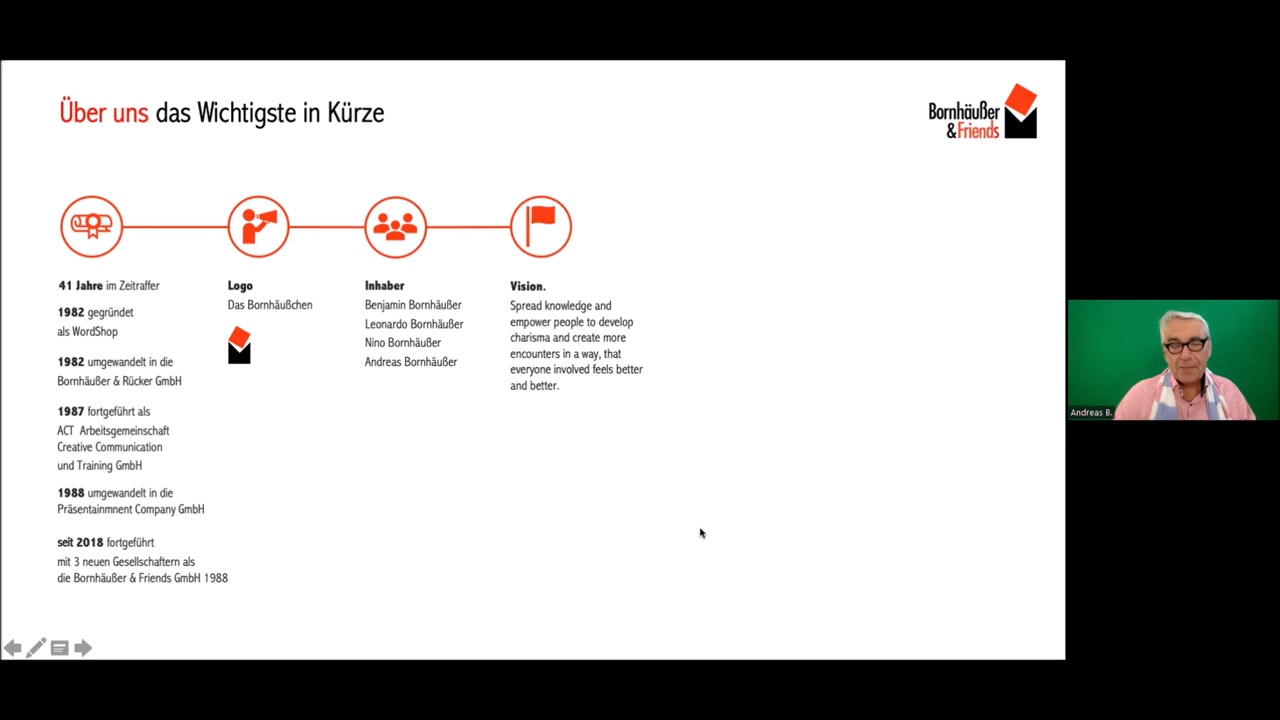 Über uns das Wichtigste in Kürze
Bornhäußer
&Friends
41 Jahre im Zeitraffer
1982 gegründet
als WordShop
1982 umgewandelt in die
Bornhäußer & Rücker GmbH
1987 fortgeführt als
ACT Arbeitsgemeinschaft
Creative Communication
und Training GmbH
1988 umgewandelt in die
Präsentainmnent Company GmbH
seit 2018 fortgeführt
mit 3 neuen Gesellschaftern als
die Bornhäußer & Friends GmbH 1988
Logo
Das Bornhäußchen
Inhaber
Benjamin Bornhäußer
Leonardo Bornhäußer
Nino Bornhäußer
Andreas Bornhäußer
Vision.
Spread knowledge and
empower people to develop
charisma and create more
encounters in a way, that
everyone involved feels better
and better.
Andreas B.